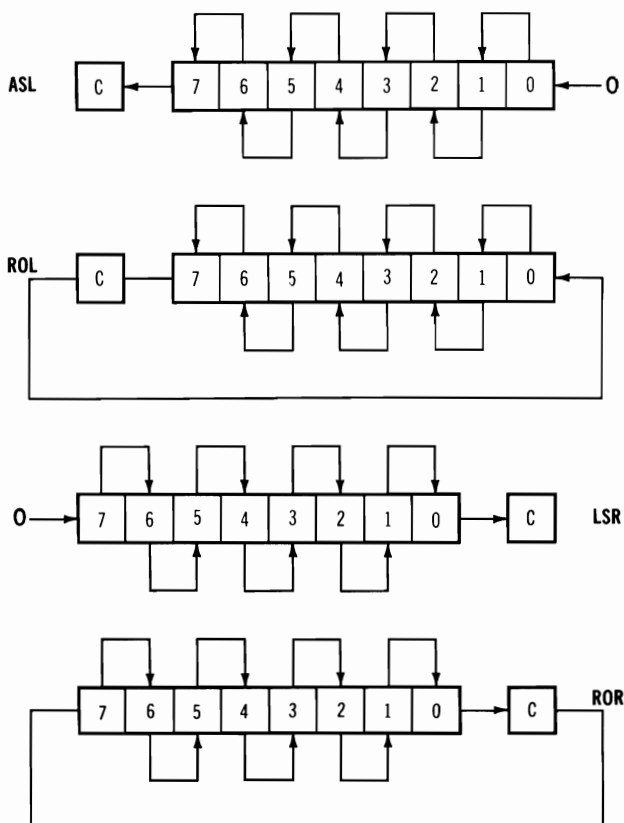 ASL C 7 6 5 4 3 2 1 0 0
ROL C 7 6 5 4 3 2 1 0
0 7 6 5 4 3 2 1 0 C LSR
7 6 5 4 3 2 1 0 C ROR